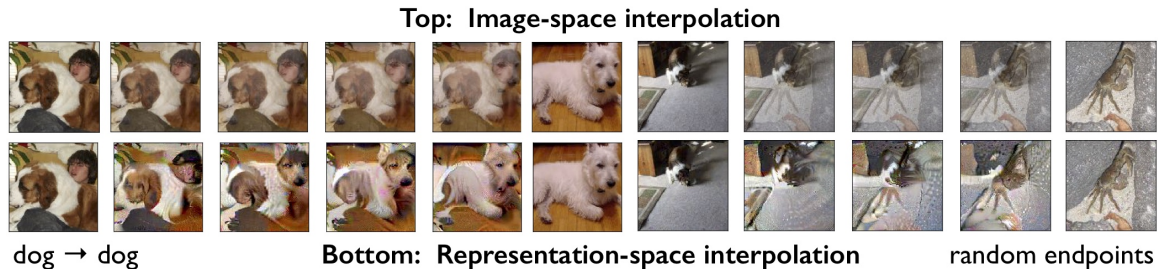 Top: Image-space interpolation
dog → dog
Bottom: Representation-space interpolation
random endpoints